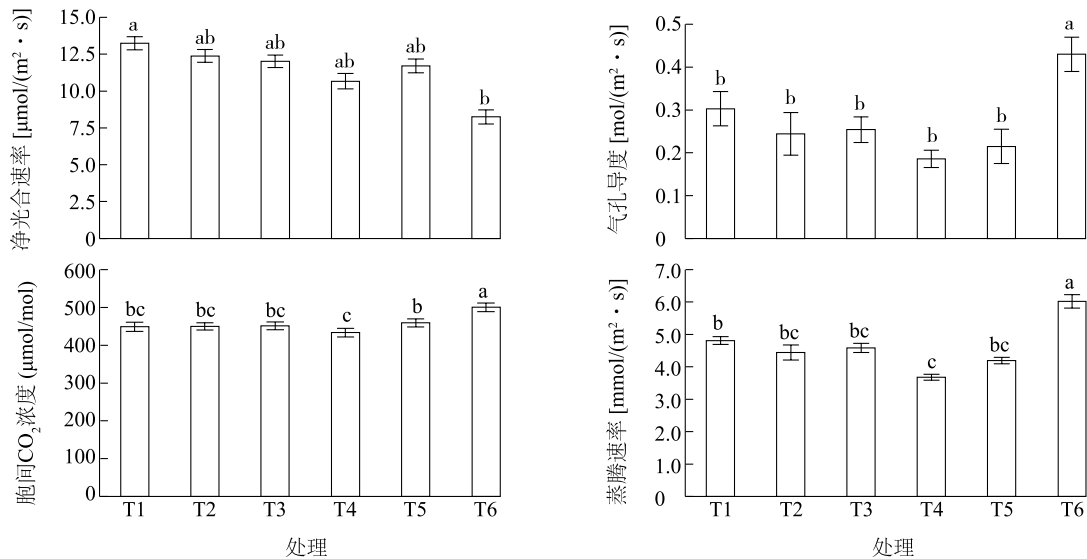 净光合速率 [μmol/(m²・s)]
15.0
12.5
10.0
7.5
5.0
2.5
0
a
ab
ab
ab
ab
b
气孔导度 [mol/(m²・s)]
0.5
0.4
0.3
0.2
0.1
0
b
b
b
b
b
a
胞间CO₂浓度 (μmol/mol)
600
500
400
300
200
100
0
bc
bc
bc
c
b
a
T1 T2 T3 T4 T5 T6
处理
蒸腾速率 [mmol/(m²・s)]
7.0
6.0
5.0
4.0
3.0
2.0
1.0
0
b
bc
bc
c
bc
a
T1 T2 T3 T4 T5 T6
处理